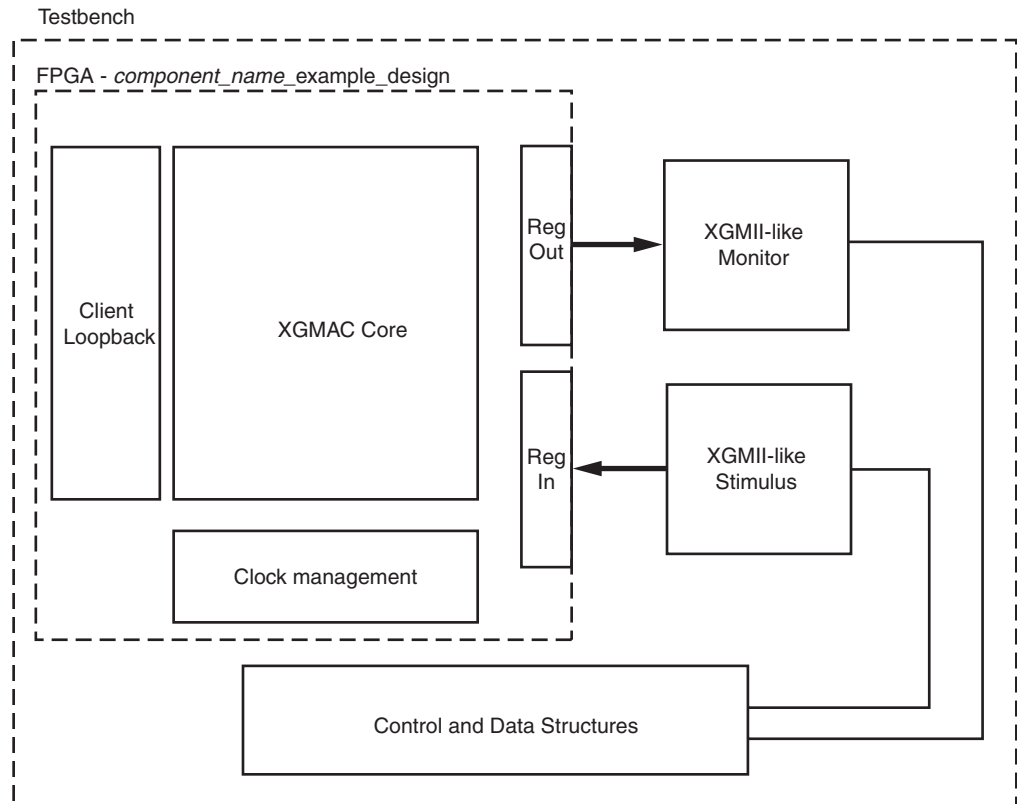 Testbench
FPGA - component_name_example_design
Client
Loopback
XGMAC Core
Reg
Out
XGMII-like
Monitor
Reg
In
XGMII-like
Stimulus
Clock management
Control and Data Structures